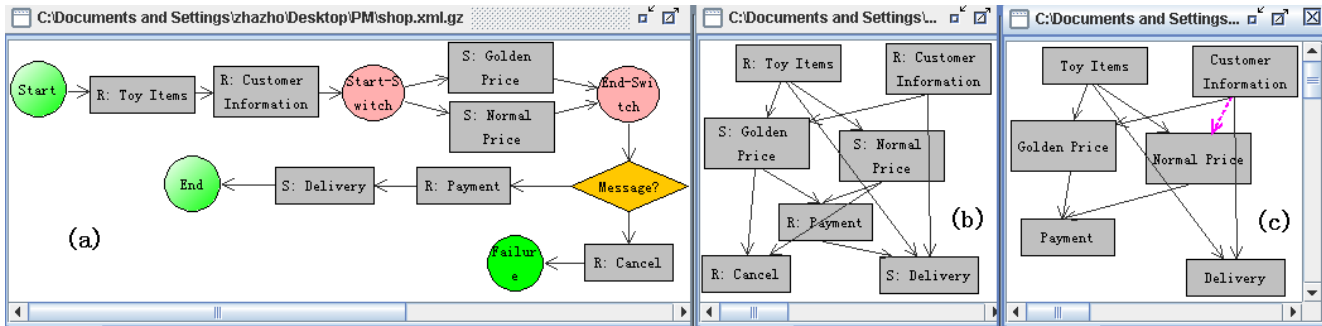 C:\Documents and Settings\zhazho\Desktop\PM\shop.xml.gz
Start
R: Toy Items
R: Customer
Information
Start-S
witch
S: Golden
Price
S: Normal
Price
End-Swi
tch
Message?
R: Payment
S: Delivery
End
R: Cancel
Failur
e
(a)
C:\Documents and Settings\...
R: Toy Items
R: Customer
Information
S: Golden
Price
S: Normal
Price
R: Payment
R: Cancel
S: Delivery
(b)
C:\Documents and Settings...
Toy Items
Customer
Information
Golden Price
Normal Price
Payment
Delivery
(c)